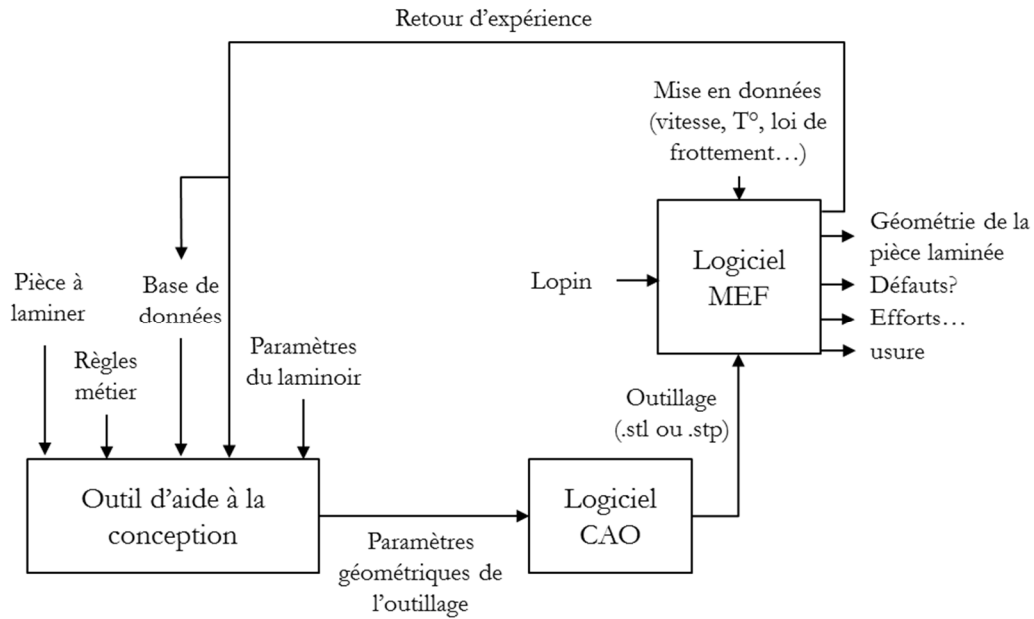 Retour d’expérience
Mise en données
(vitesse, T°, loi de
frottement…)
Géométrie de la
pièce laminée
Logiciel
MEF
Lopin
Défauts?
Efforts…
usure
Pièce à
laminer
Base de
données
Règles
métier
Paramètres
du laminoir
Outillage
(.stl ou .stp)
Outil d’aide à la
conception
Logiciel
CAO
Paramètres
géométriques de
l’outillage